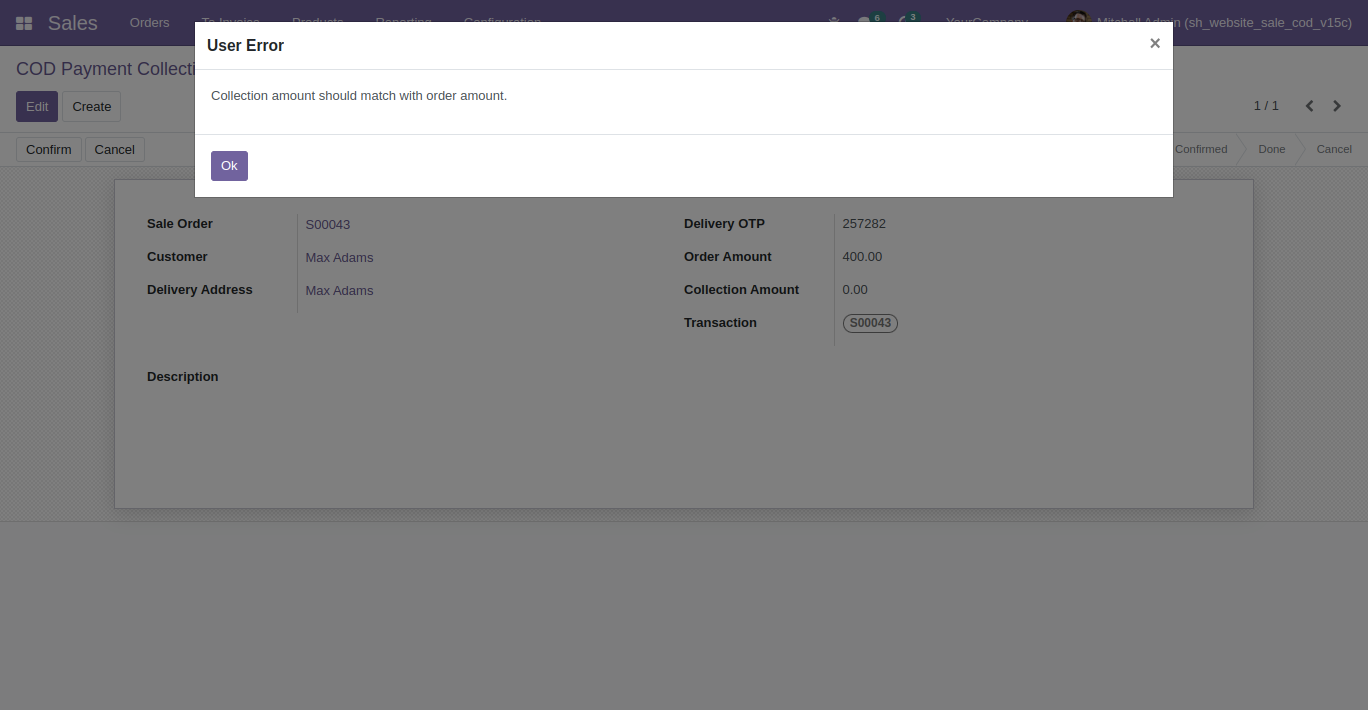 Sales Orders To Invoice Products Reporting Configuration 6 3 YourCompany Mitchell Admin (sh_website_sale_cod_v15c)
User Error ×
COD Payment Collecti
Collection amount should match with order amount.
Edit Create 1 / 1
Confirm Cancel Confirmed Done Cancel
Ok
Sale Order S00043
Customer Max Adams
Delivery Address Max Adams
Delivery OTP 257282
Order Amount 400.00
Collection Amount 0.00
Transaction S00043
Description